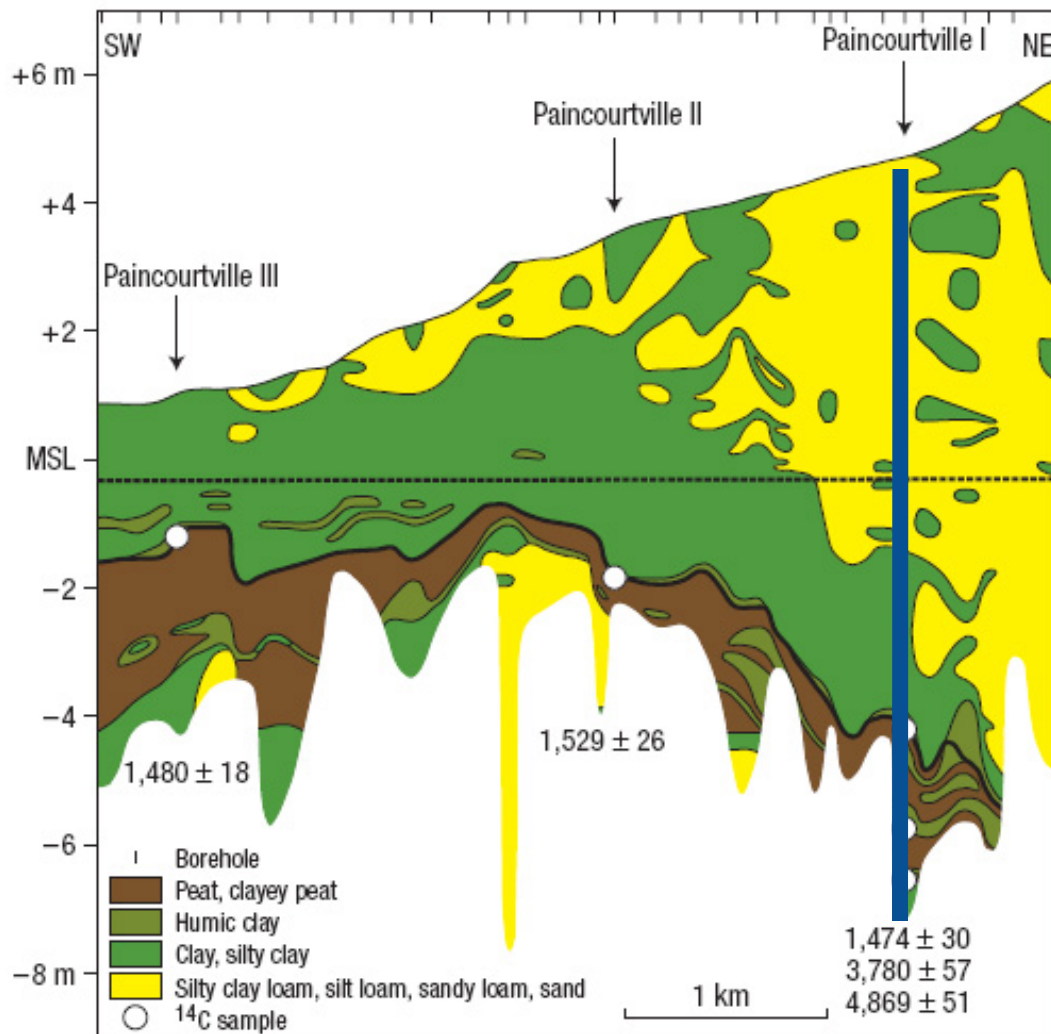 SW
Paincourtville I
NE
+6 m
Paincourtville II
+4
Paincourtville III
+2
MSL
−2
−4
1,529 ± 26
1,480 ± 18
−6
Borehole
Peat, clayey peat
Humic clay
Clay, silty clay
1,474 ± 30
3,780 ± 57
4,869 ± 51
−8 m
Silty clay loam, silt loam, sandy loam, sand
1 km
14C sample